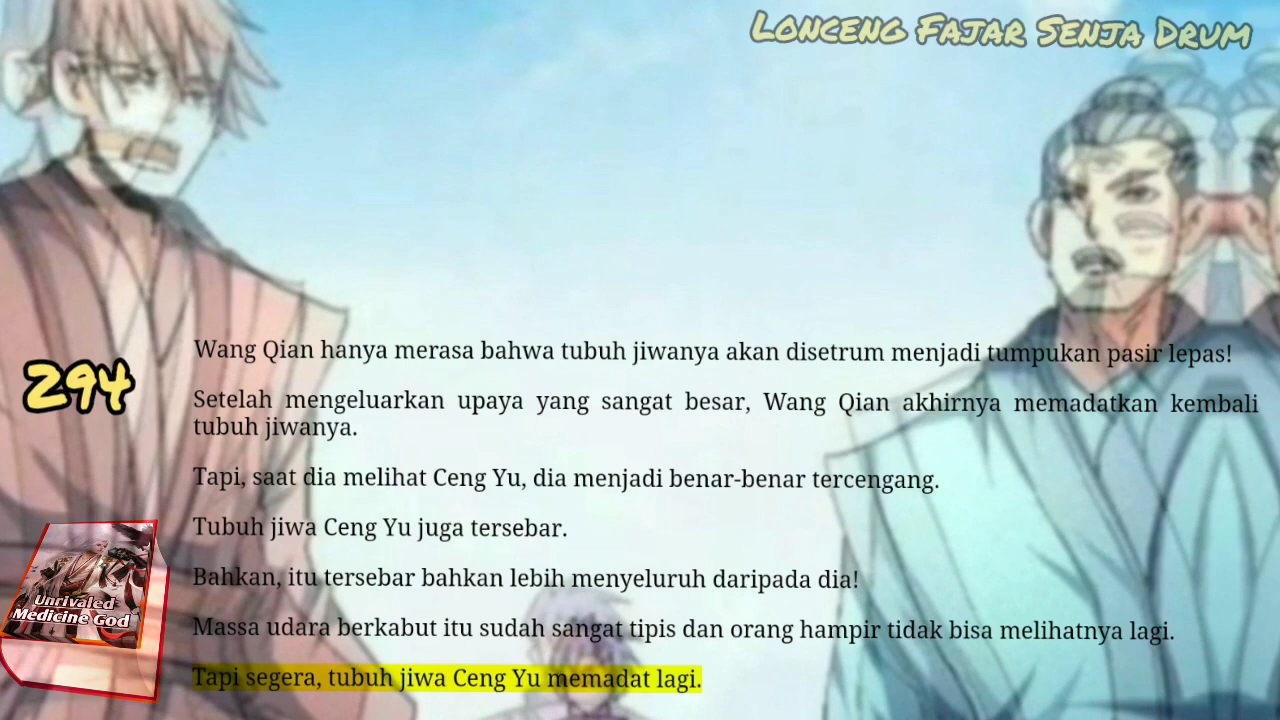 Lonceng Fajar Senja Drum
294
Wang Qian hanya merasa bahwa tubuh jiwanya akan disetrum menjadi tumpukan pasir lepas!
Setelah mengeluarkan upaya yang sangat besar, Wang Qian akhirnya memadatkan kembali
tubuh jiwanya.
Tapi, saat dia melihat Ceng Yu, dia menjadi benar-benar tercengang.
Tubuh jiwa Ceng Yu juga tersebar.
Bahkan, itu tersebar bahkan lebih menyeluruh daripada dia!
Massa udara berkabut itu sudah sangat tipis dan orang hampir tidak bisa melihatnya lagi.
Tapi segera, tubuh jiwa Ceng Yu memadat lagi.
Unrivaled
Medicine God